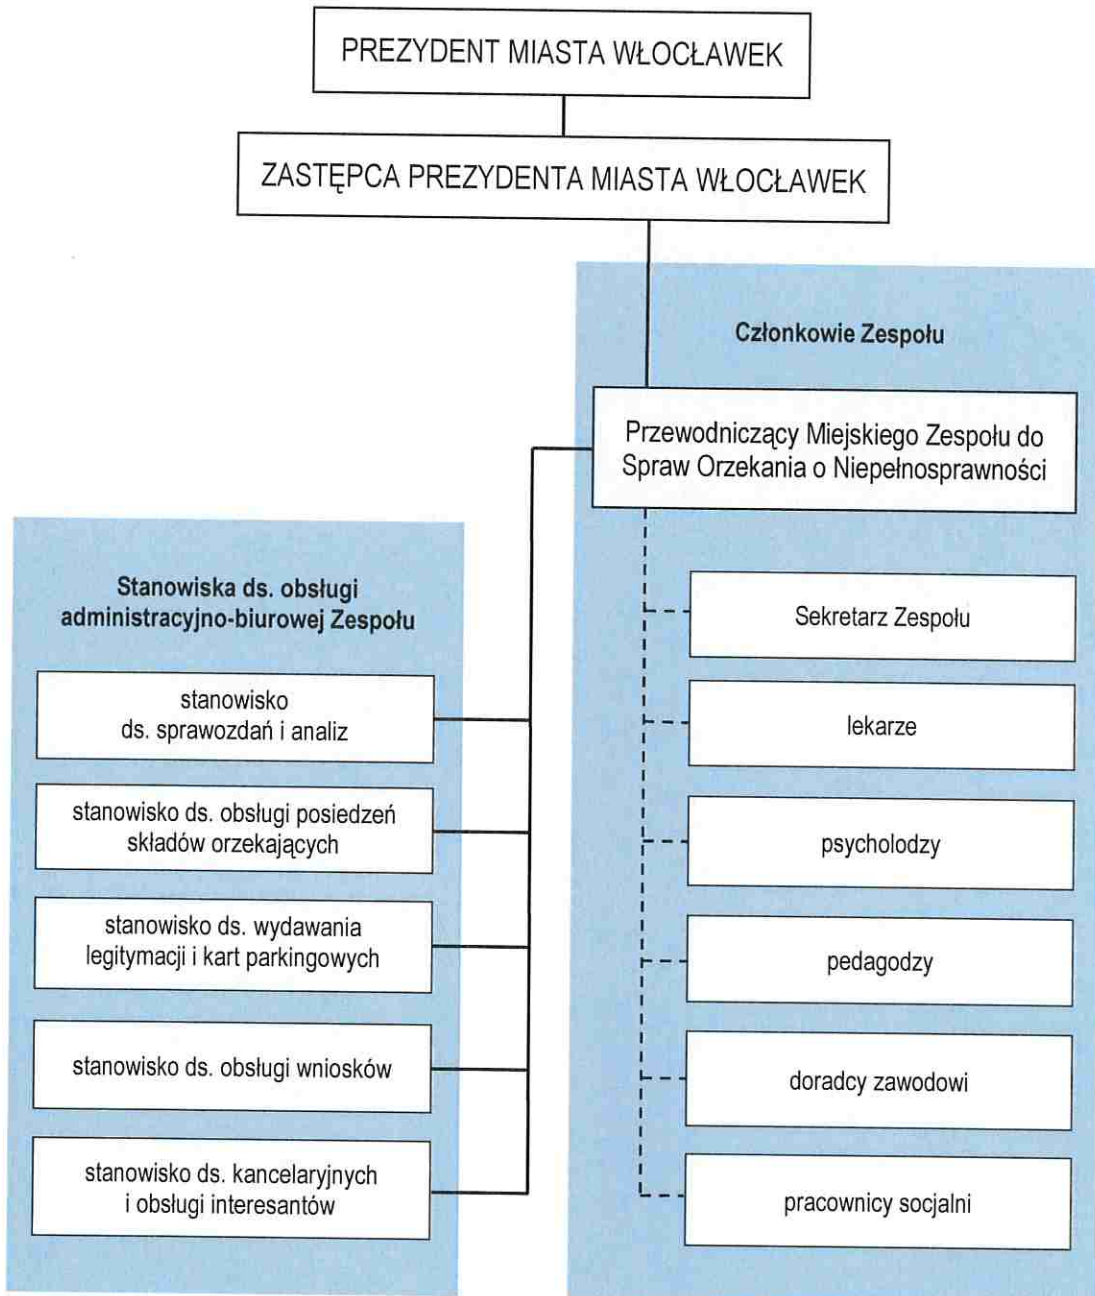 PREZYDENT MIASTA WŁOCŁAWEK
ZASTĘPCA PREZYDENTA MIASTA WŁOCŁAWEK
Członkowie Zespołu
Przewodniczący Miejskiego Zespołu do
Spraw Orzekania o Niepełnosprawności
Sekretarz Zespołu
lekarze
psycholodzy
pedagodzy
doradcy zawodowi
pracownicy socjalni
Stanowiska ds. obsługi
administracyjno-biurowej Zespołu
stanowisko
ds. sprawozdań i analiz
stanowisko ds. obsługi posiedzeń
składów orzekających
stanowisko ds. wydawania
legitymacji i kart parkingowych
stanowisko ds. obsługi wniosków
stanowisko ds. kancelaryjnych
i obsługi interesantów